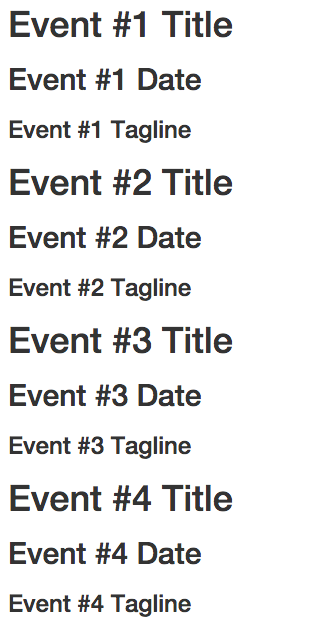 Event #1 Title
Event #1 Date
Event #1 Tagline
Event #2 Title
Event #2 Date
Event #2 Tagline
Event #3 Title
Event #3 Date
Event #3 Tagline
Event #4 Title
Event #4 Date
Event #4 Tagline